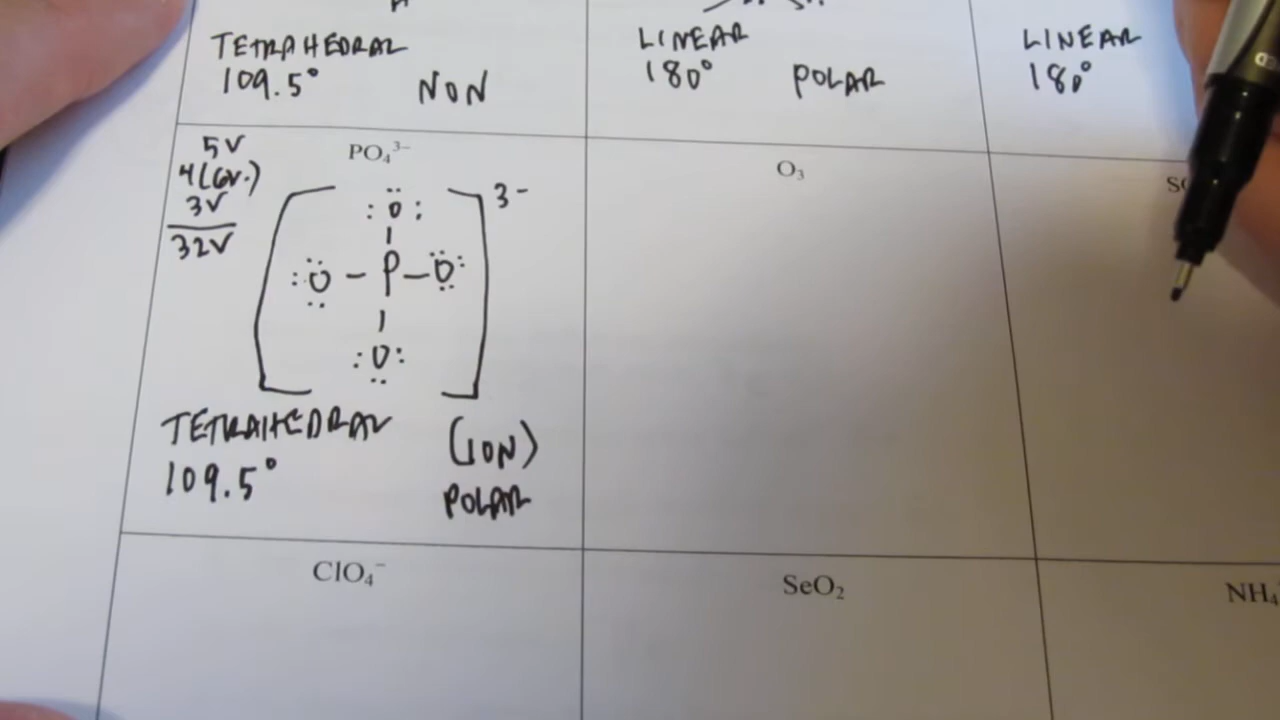 TETRAHEDRAL
109.5° NON
LINEAR
180° POLAR
LINEAR
180°
5V
4(6V.)
3V
32V
PO₄³⁻
:O:
:O-P-O:
:O:
3-
TETRAHEDRAL
109.5°
(ION)
POLAR
O₃
ClO₄⁻
SeO₂
NH₄